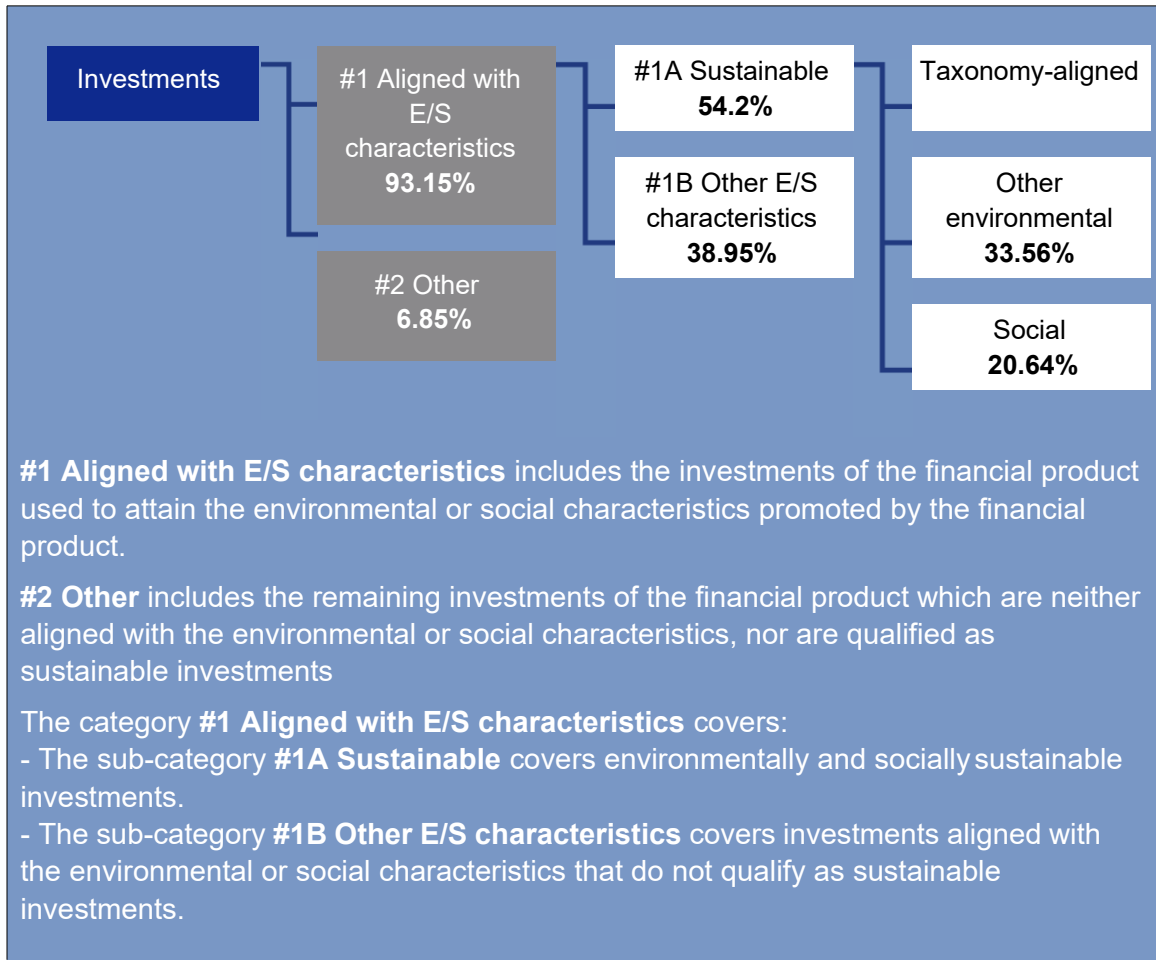 Investments
#1 Aligned with
E/S
characteristics
93.15%
#2 Other
6.85%
#1A Sustainable
54.2%
#1B Other E/S
characteristics
38.95%
Taxonomy-aligned
Other
environmental
33.56%
Social
20.64%
#1 Aligned with E/S characteristics includes the investments of the financial product
used to attain the environmental or social characteristics promoted by the financial
product.
#2 Other includes the remaining investments of the financial product which are neither
aligned with the environmental or social characteristics, nor are qualified as
sustainable investments
The category #1 Aligned with E/S characteristics covers:
- The sub-category #1A Sustainable covers environmentally and socially sustainable
investments.
- The sub-category #1B Other E/S characteristics covers investments aligned with
the environmental or social characteristics that do not qualify as sustainable
investments.